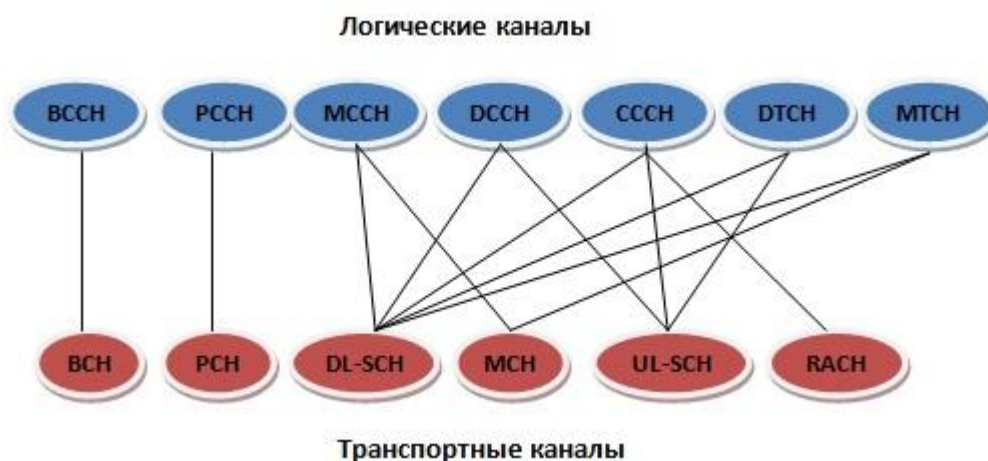 Логические каналы
BCCH PCCH MCCH DCCH CCCH DTCH MTCH
BCH PCH DL-SCH MCH UL-SCH RACH
Транспортные каналы